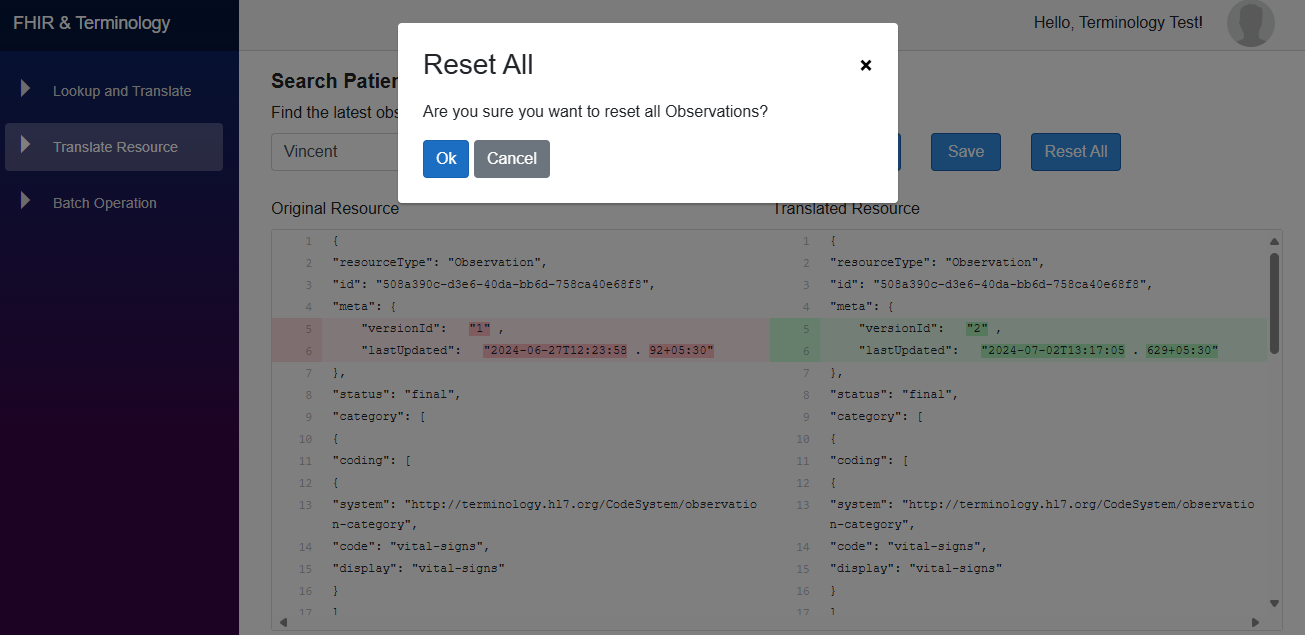 FHIR & Terminology
Hello, Terminology Test!
Lookup and Translate
Translate Resource
Batch Operation
Reset All
×
Are you sure you want to reset all Observations?
Ok Cancel
Search Patien
Find the latest obs
Vincent
Save
Reset All
Original Resource
1 {
2 "resourceType": "Observation",
3 "id": "508a390c-d3e6-40da-bb6d-758ca40e68f8",
4 "meta": {
5 "versionId": "1" ,
6 "lastUpdated": "2024-06-27T12:23:58 . 92+05:30"
7 },
8 "status": "final",
9 "category": [
10 {
11 "coding": [
12 {
13 "system": "http://terminology.hl7.org/CodeSystem/observatio
n-category",
14 "code": "vital-signs",
15 "display": "vital-signs"
16 }
17 ]
Translated Resource
1 {
2 "resourceType": "Observation",
3 "id": "508a390c-d3e6-40da-bb6d-758ca40e68f8",
4 "meta": {
5 "versionId": "2" ,
6 "lastUpdated": "2024-07-02T13:17:05 . 629+05:30"
7 },
8 "status": "final",
9 "category": [
10 {
11 "coding": [
12 {
13 "system": "http://terminology.hl7.org/CodeSystem/observatio
n-category",
14 "code": "vital-signs",
15 "display": "vital-signs"
16 }
17 ]